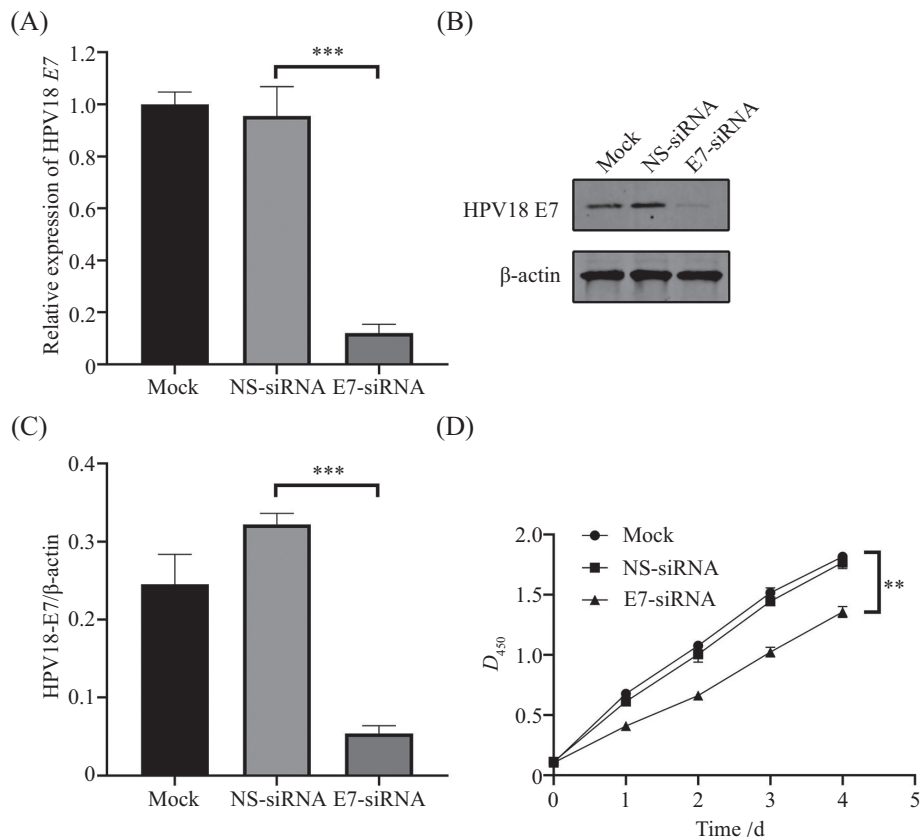 (A)
Relative expression of HPV18 E7
1.2
1.0
0.8
0.6
0.4
0.2
0
***
Mock NS-siRNA E7-siRNA
(B)
Mock
NS-siRNA
E7-siRNA
HPV18 E7
β-actin
(C)
HPV18-E7/β-actin
0.4
0.3
0.2
0.1
0
***
Mock NS-siRNA E7-siRNA
(D)
D450
2.0
1.5
1.0
0.5
0
Mock
NS-siRNA
E7-siRNA
**
0 1 2 3 4 5
Time /d